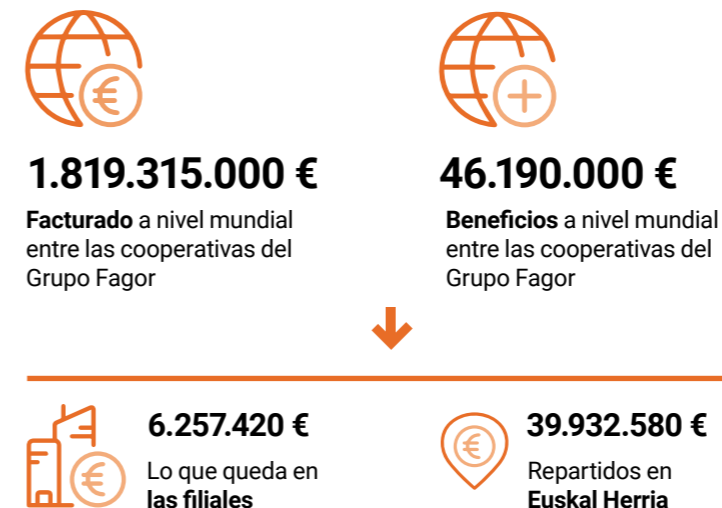 1.819.315.000 €
Facturado a nivel mundial
entre las cooperativas del
Grupo Fagor
46.190.000 €
Beneficios a nivel mundial
entre las cooperativas del
Grupo Fagor
6.257.420 €
Lo que queda en
las filiales
39.932.580 €
Repartidos en
Euskal Herria